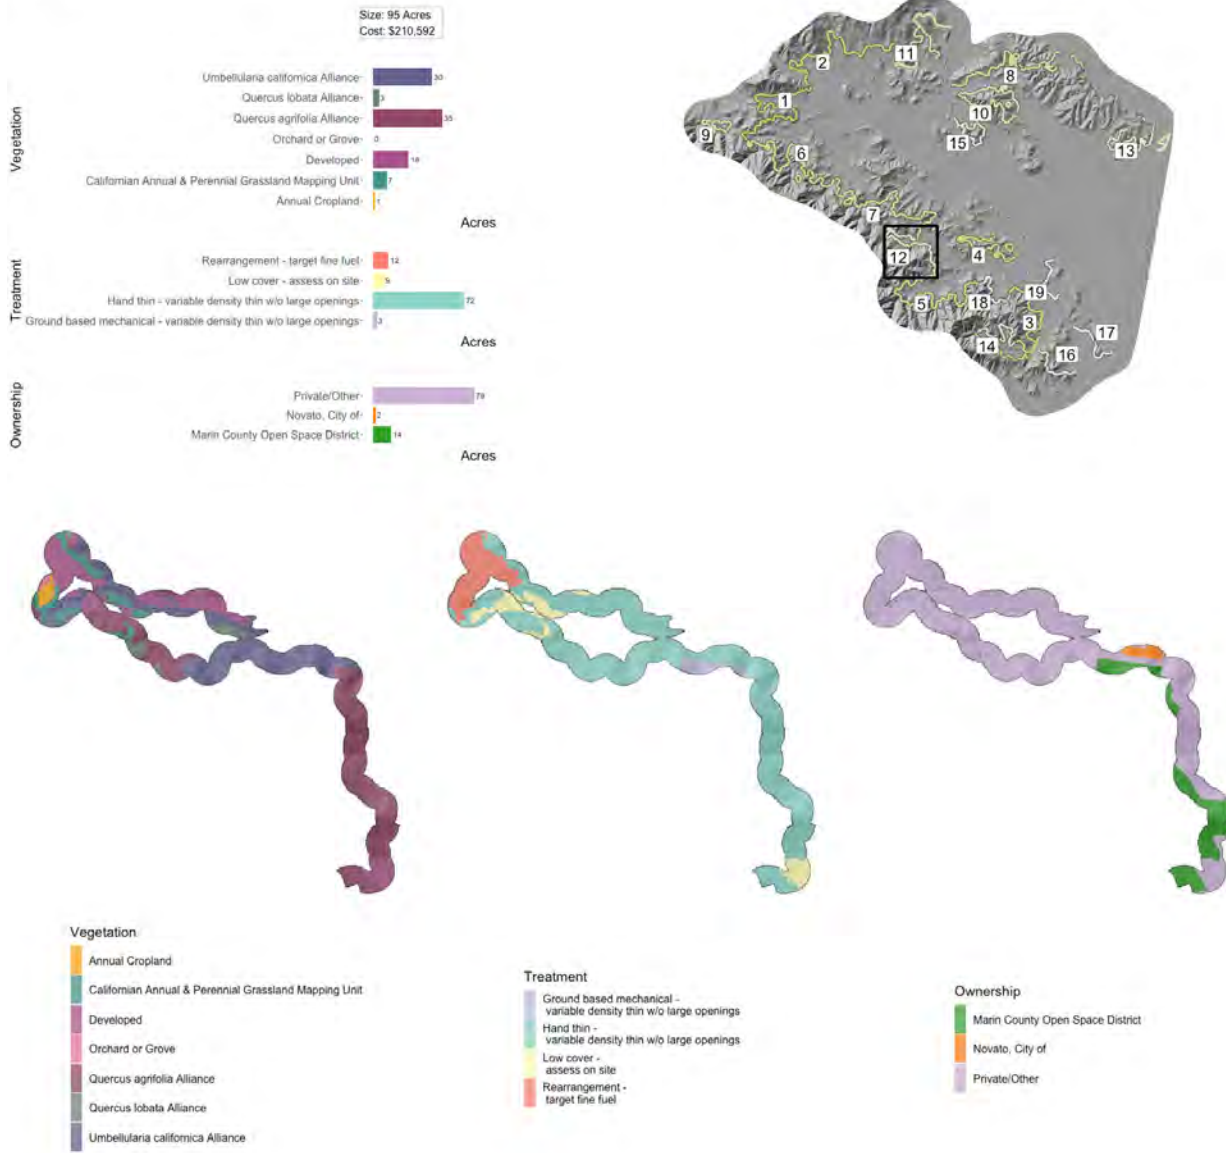 Size: 95 Acres
Cost: $210,592
Vegetation
Umbellularia californica Alliance
30
Quercus lobata Alliance
3
Quercus agrifolia Alliance
35
Orchard or Grove
0
Developed
18
Californian Annual & Perennial Grassland Mapping Unit
7
Annual Cropland
1
Acres
Treatment
Rearrangement - target fine fuel
12
Low cover - assess on site
Hand thin - variable density thin w/o large openings
72
Ground based mechanical - variable density thin w/o large openings
3
Acres
Ownership
Private/Other
79
Novato, City of
2
Marin County Open Space District
14
Acres
11
2
8
1
10
9
15
13
6
7
12
4
19
5
18
3
17
14
16
Vegetation
Annual Cropland
Californian Annual & Perennial Grassland Mapping Unit
Developed
Orchard or Grove
Quercus agrifolia Alliance
Quercus lobata Alliance
Umbellularia californica Alliance
Treatment
Ground based mechanical -
variable density thin w/o large openings
Hand thin -
variable density thin w/o large openings
Low cover -
assess on site
Rearrangement -
target fine fuel
Ownership
Marin County Open Space District
Novato, City of
Private/Other